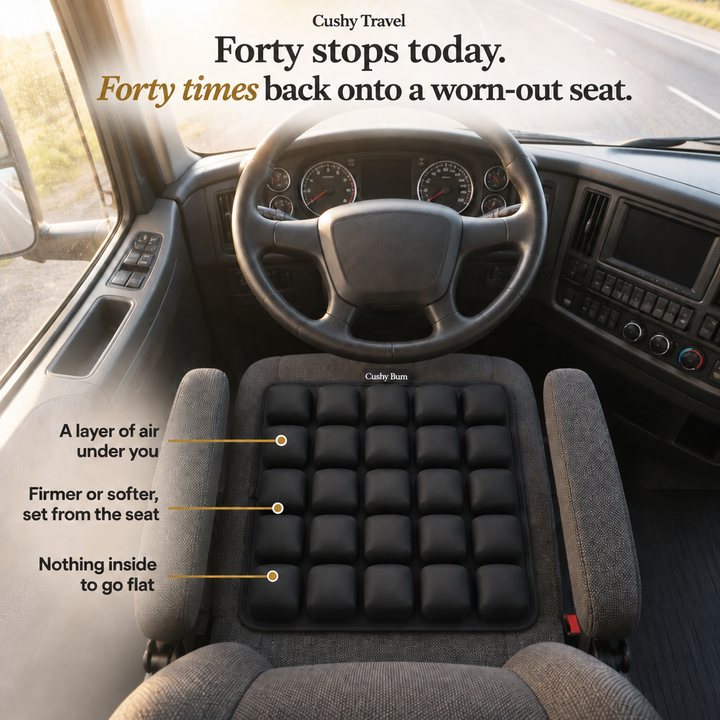 Cushy Travel
Forty stops today.
Forty times back onto a worn-out seat.
Cushy Bum
A layer of air
under you
Firmer or softer,
set from the seat
Nothing inside
to go flat